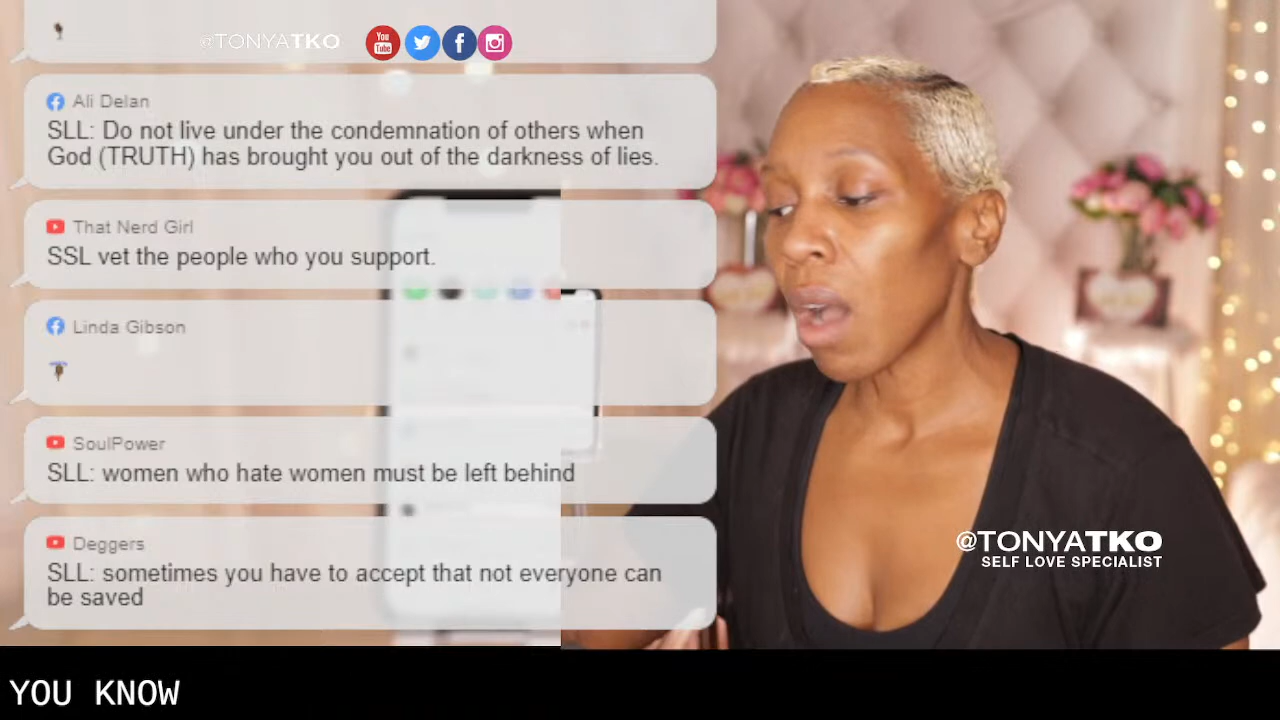 @TONYATKO
You Tube
Ali Delan
SLL: Do not live under the condemnation of others when
God (TRUTH) has brought you out of the darkness of lies.
That Nerd Girl
SSL vet the people who you support.
Linda Gibson
SoulPower
SLL: women who hate women must be left behind
Deggers
SLL: sometimes you have to accept that not everyone can
be saved
@TONYATKO
SELF LOVE SPECIALIST
YOU KNOW